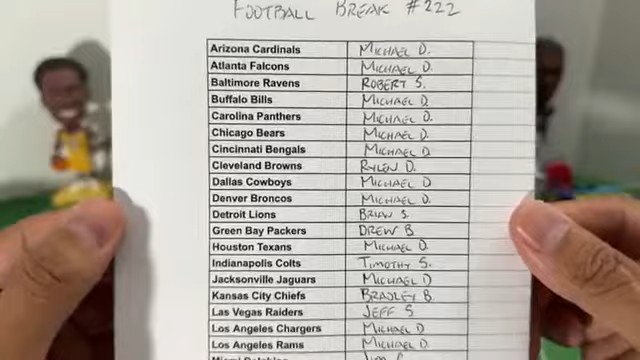 FOOTBALL BREAK #222
Arizona Cardinals MICHAEL D.
Atlanta Falcons MICHAEL D.
Baltimore Ravens ROBERT S.
Buffalo Bills MICHAEL D
Carolina Panthers MICHAEL D.
Chicago Bears MICHAEL D.
Cincinnati Bengals MICHAEL D
Cleveland Browns RYLEN D.
Dallas Cowboys MICHAEL D
Denver Broncos MICHAEL D.
Detroit Lions BRIAN S
Green Bay Packers DREW B
Houston Texans MICHAEL D.
Indianapolis Colts TIMOTHY S.
Jacksonville Jaguars MICHAEL D
Kansas City Chiefs BRADLEY B.
Las Vegas Raiders JEFF S
Los Angeles Chargers MICHAEL D
Los Angeles Rams MICHAEL D